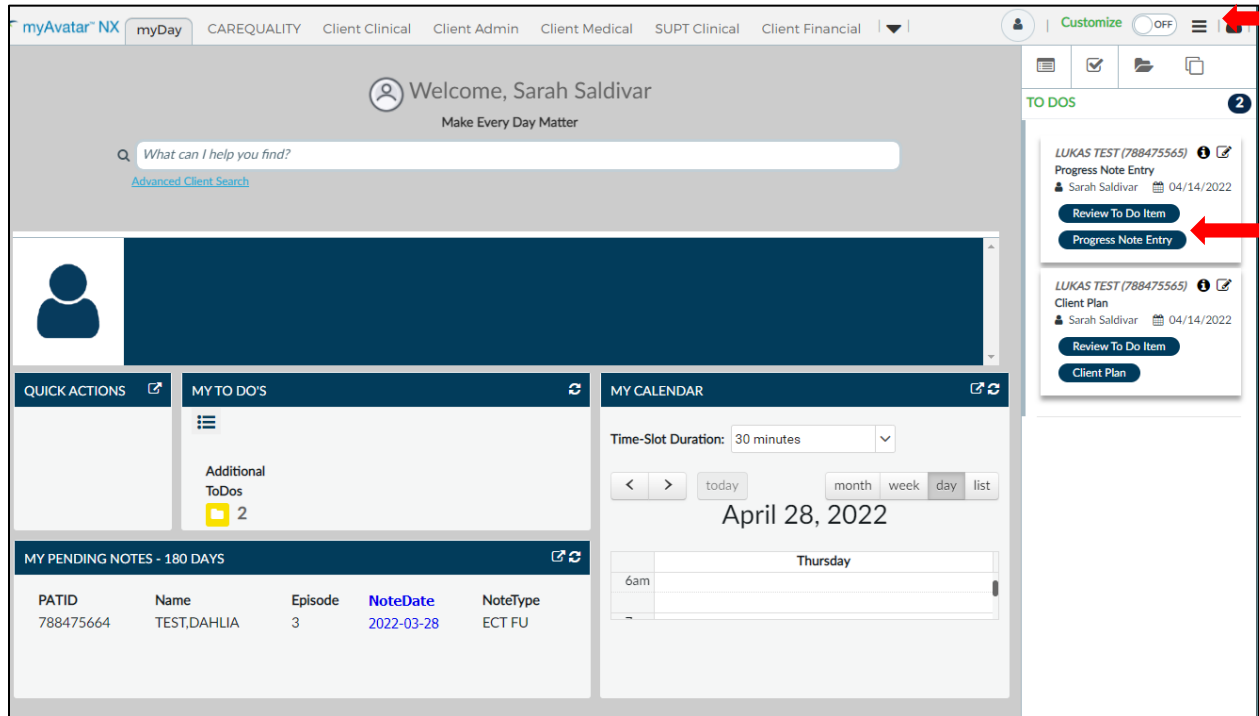 myAvatar™ NX myDay CAREQUALITY Client Clinical Client Admin Client Medical SUPT Clinical Client Financial Customize OFF
Welcome, Sarah Saldivar
Make Every Day Matter
What can I help you find?
Advanced Client Search
QUICK ACTIONS
MY TO DO'S
Additional
ToDos
2
MY PENDING NOTES - 180 DAYS
PATID Name Episode NoteDate NoteType
788475664 TEST,DAHLIA 3 2022-03-28 ECT FU
MY CALENDAR
Time-Slot Duration: 30 minutes
< > today month week day list
April 28, 2022
Thursday
6am
TO DOS 2
LUKAS TEST (788475565)
Progress Note Entry
Sarah Saldivar 04/14/2022
Review To Do Item
Progress Note Entry
LUKAS TEST (788475565)
Client Plan
Sarah Saldivar 04/14/2022
Review To Do Item
Client Plan